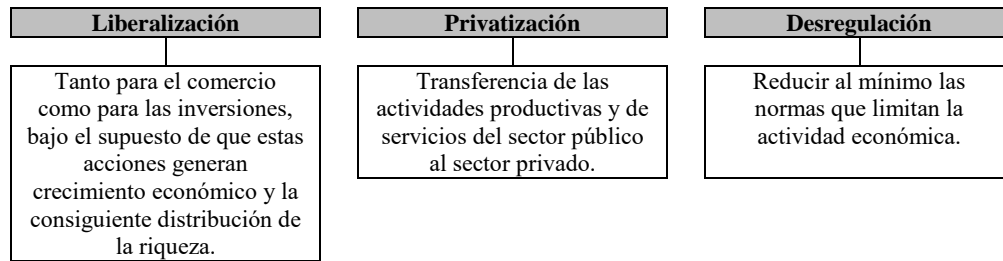 Liberalización
Tanto para el comercio
como para las inversiones,
bajo el supuesto de que estas
acciones generan
crecimiento económico y la
consiguiente distribución de
la riqueza.
Privatización
Transferencia de las
actividades productivas y de
servicios del sector público
al sector privado.
Desregulación
Reducir al mínimo las
normas que limitan la
actividad económica.